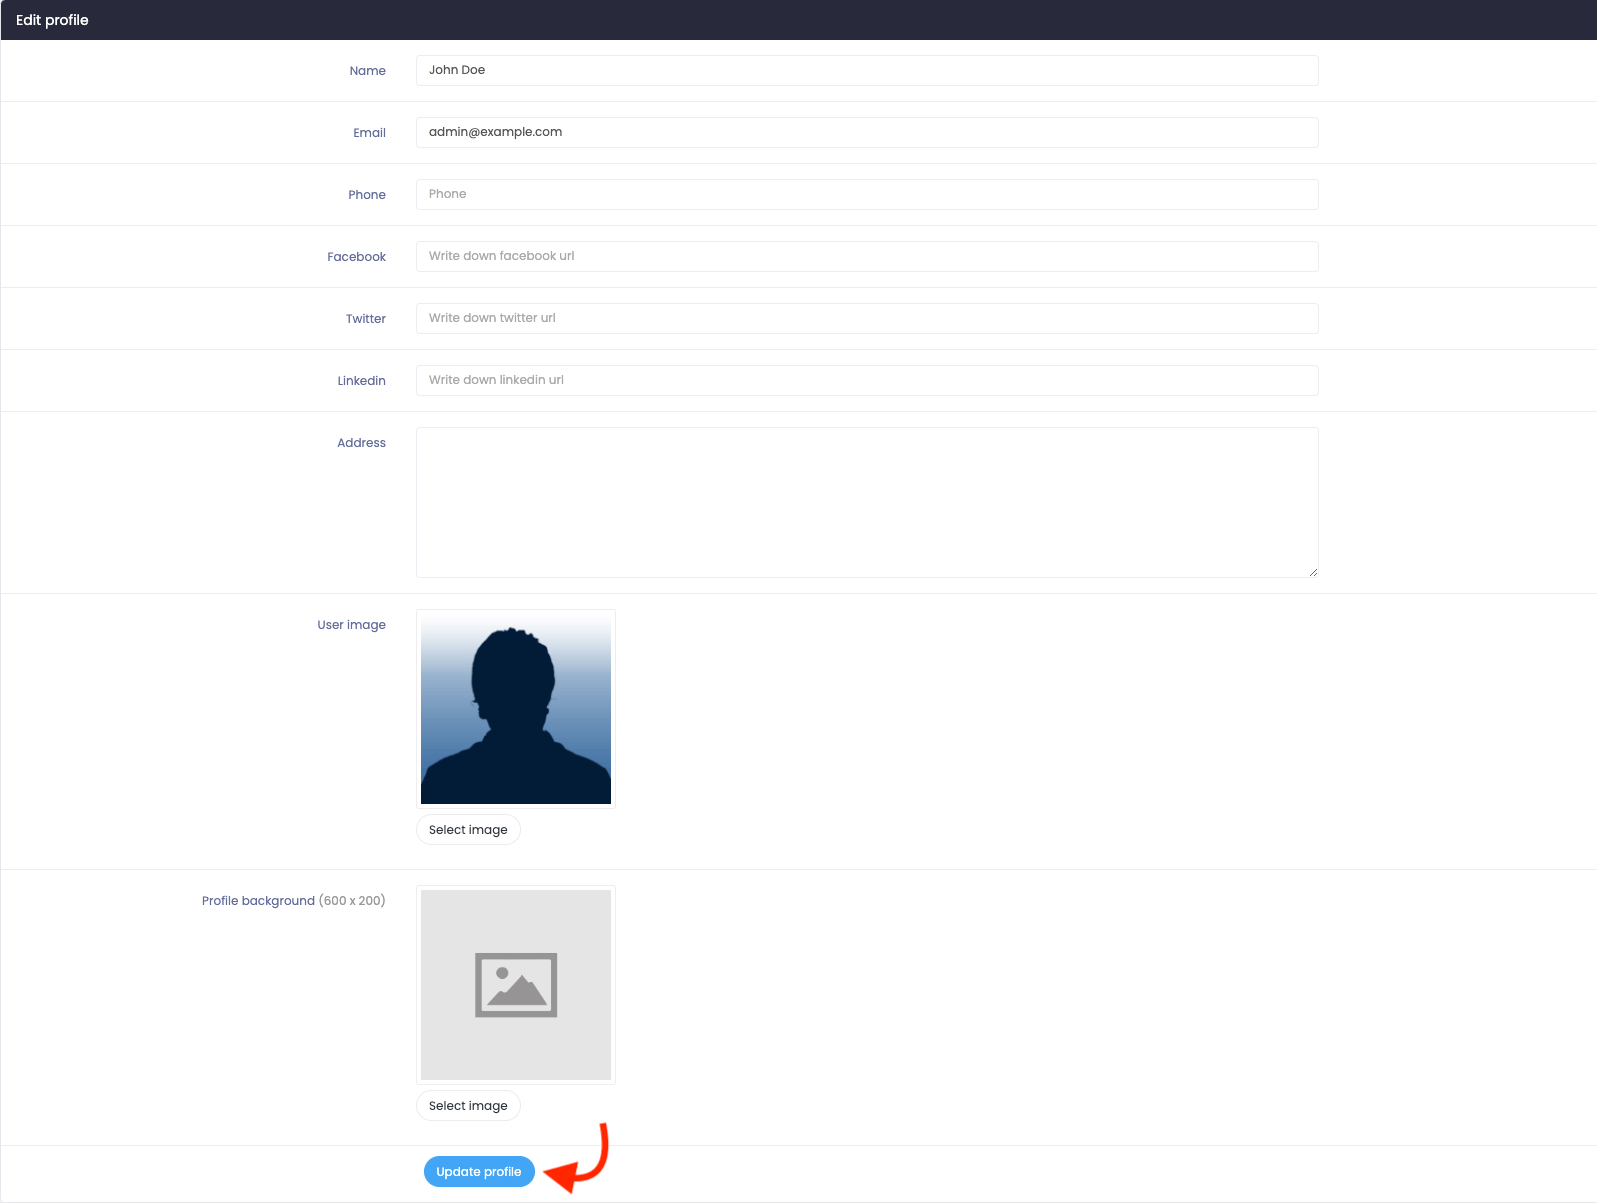 Edit profile
Name
John Doe
Email
admin@example.com
Phone
Phone
Facebook
Write down facebook url
Twitter
Write down twitter url
Linkedin
Write down linkedin url
Address
User image
Select image
Profile background (600 x 200)
Select image
Update profile